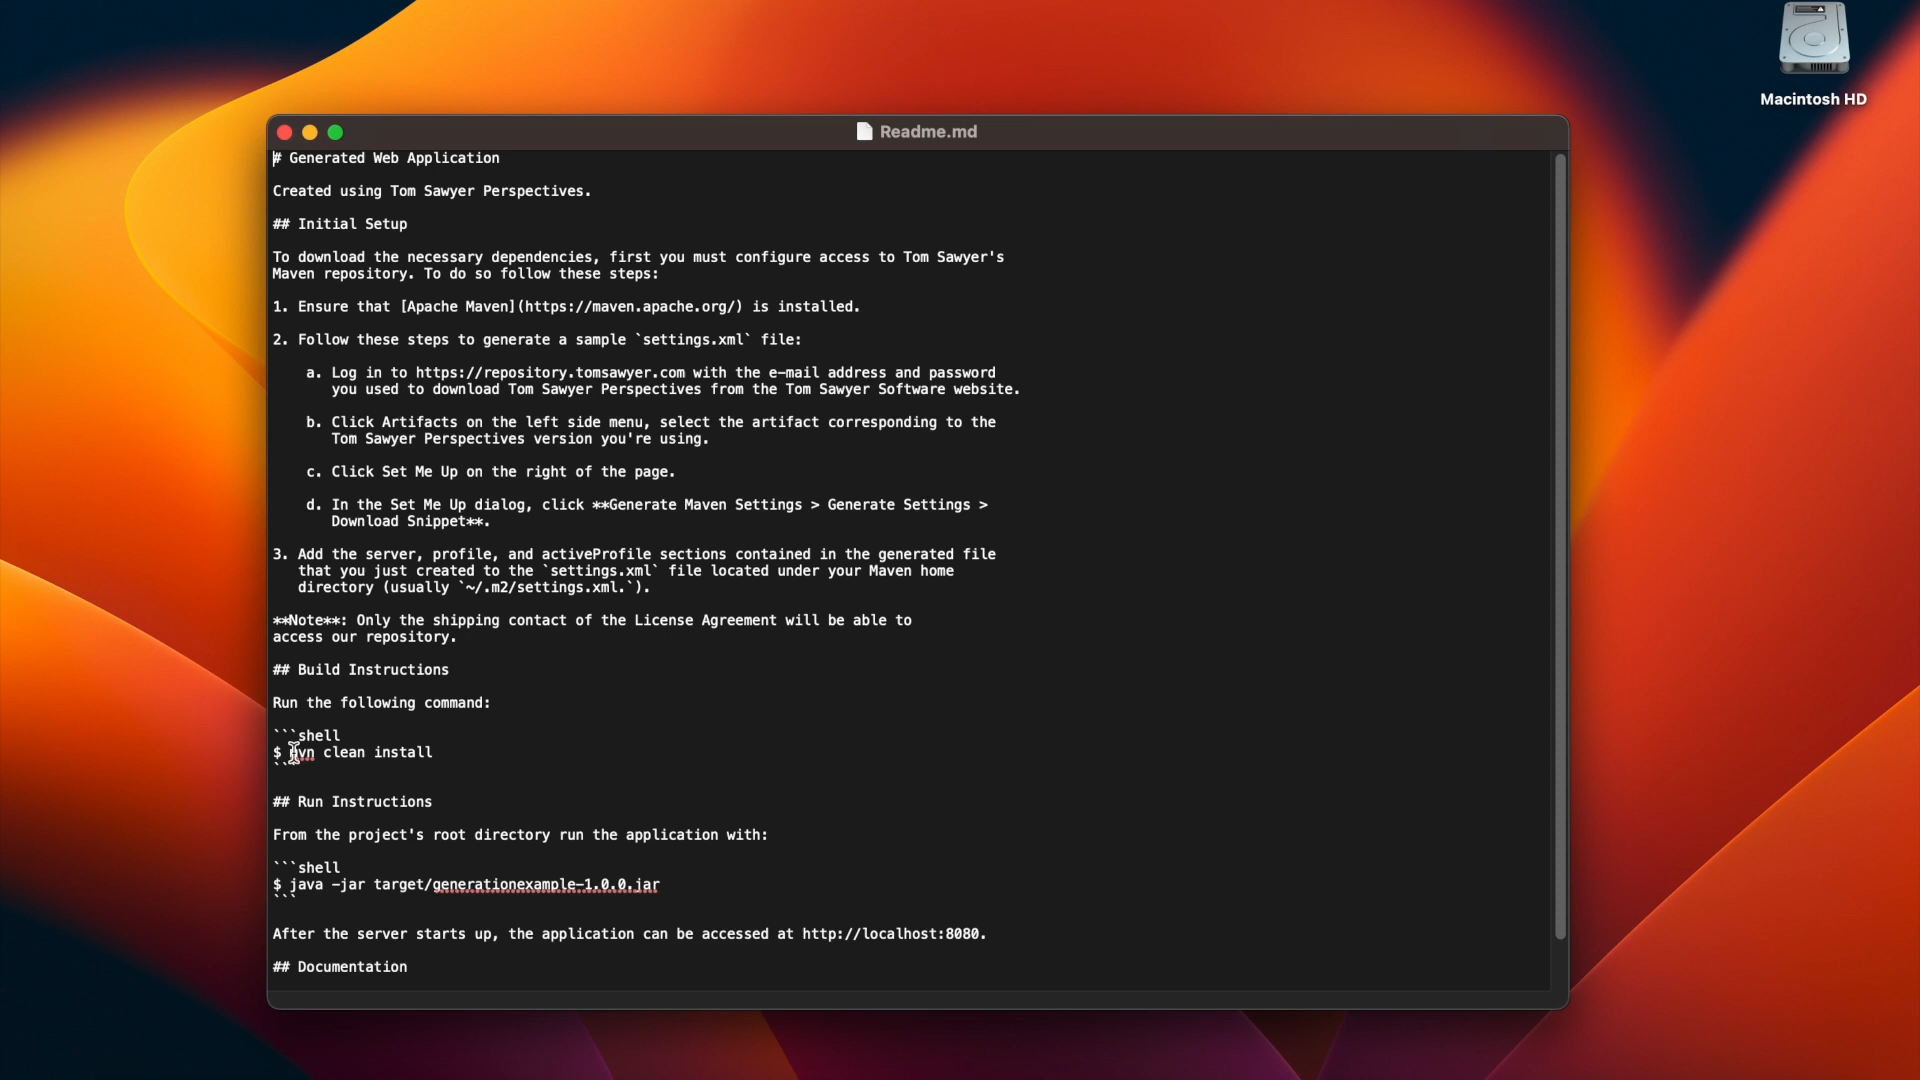 Macintosh HD
Readme.md
# Generated Web Application
Created using Tom Sawyer Perspectives.
## Initial Setup
To download the necessary dependencies, first you must configure access to Tom Sawyer's
Maven repository. To do so follow these steps:
1. Ensure that [Apache Maven](https://maven.apache.org/) is installed.
2. Follow these steps to generate a sample `settings.xml` file:
a. Log in to https://repository.tomsawyer.com with the e-mail address and password
you used to download Tom Sawyer Perspectives from the Tom Sawyer Software website.
b. Click Artifacts on the left side menu, select the artifact corresponding to the
Tom Sawyer Perspectives version you're using.
c. Click Set Me Up on the right of the page.
d. In the Set Me Up dialog, click **Generate Maven Settings > Generate Settings >
Download Snippet**.
3. Add the server, profile, and activeProfile sections contained in the generated file
that you just created to the `settings.xml` file located under your Maven home
directory (usually `~/.m2/settings.xml.`).
**Note**: Only the shipping contact of the License Agreement will be able to
access our repository.
## Build Instructions
Run the following command:
```shell
$ mvn clean install
```
## Run Instructions
From the project's root directory run the application with:
```shell
$ java -jar target/generationexample-1.0.0.jar
```
After the server starts up, the application can be accessed at http://localhost:8080.
## Documentation